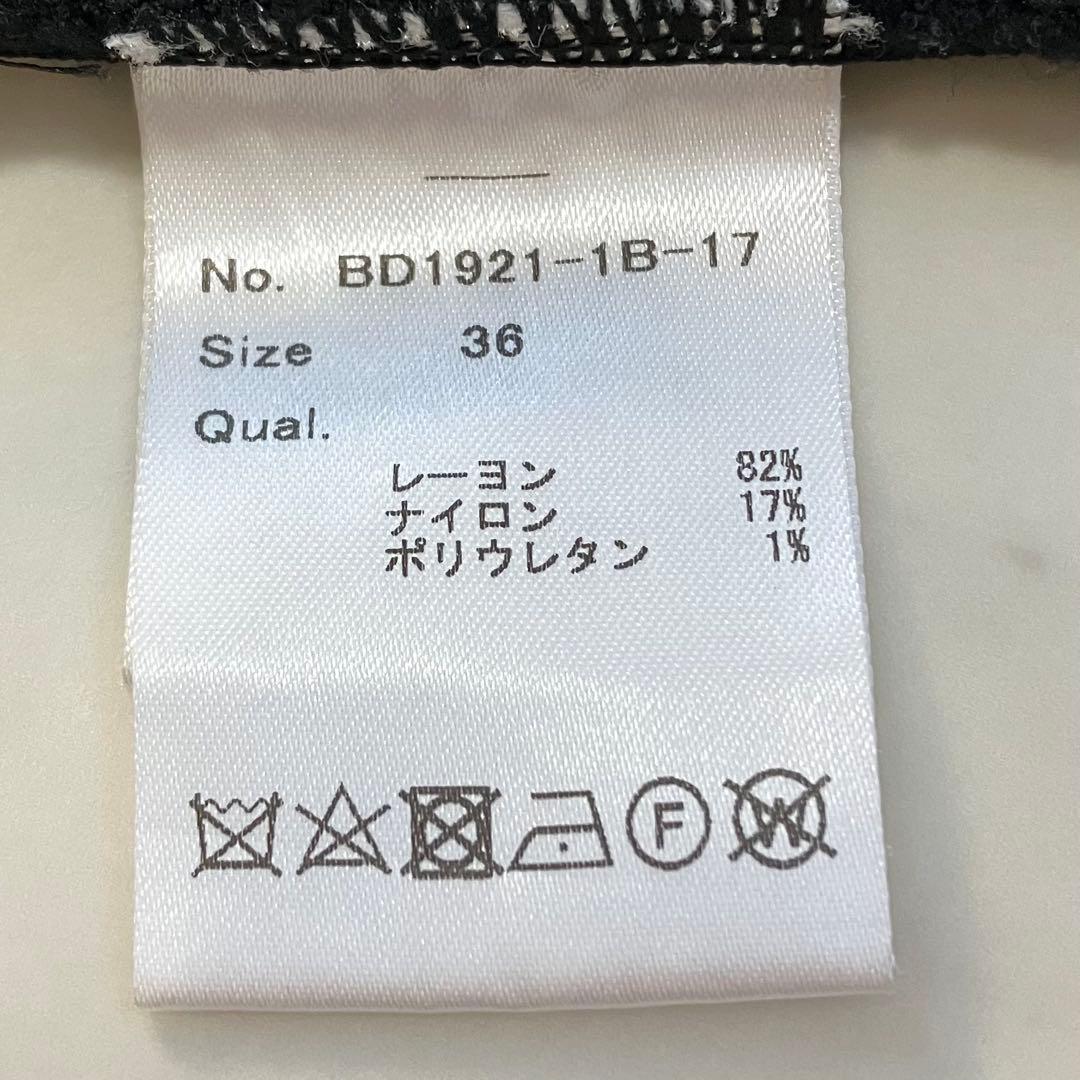 No. BD1921-1B-17
Size 36
Qual.
レーヨン 82%
ナイロン 17%
ポリウレタン 1%
F W